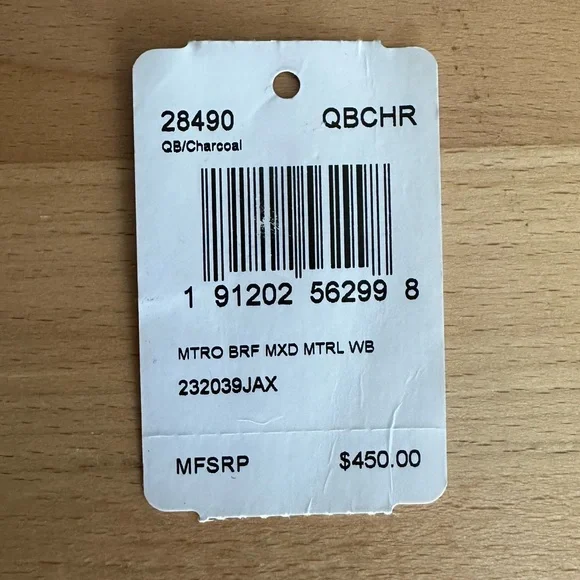 28490 QBCHR
QB/Charcoal
1 91202 56299 8
MTRO BRF MXD MTRL WB
232039JAX
MFSRP $450.00